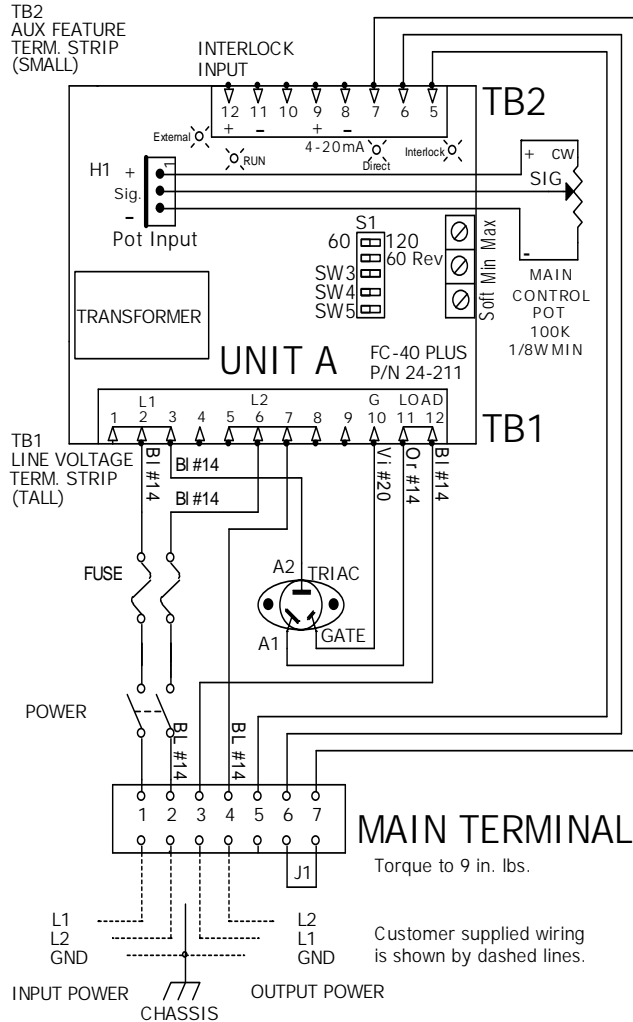 TB2
AUX FEATURE
TERM. STRIP
(SMALL)
INTERLOCK
INPUT
TB2
12 11 10 9 8 7 6 5
+ - + -
4-20mA
External
RUN
Direct
Interlock
H1
+
Sig.
-
1
Pot Input
+ CW
SIG
-
MAIN
CONTROL
POT
100K
1/8W MIN
S1
60 120
60 Rev
SW3
SW4
SW5
Soft Min Max
TRANSFORMER
UNIT A
FC-40 PLUS
P/N 24-211
L1 L2 G LOAD
1 2 3 4 5 6 7 8 9 10 11 12
TB1
TB1
LINE VOLTAGE
TERM. STRIP
(TALL)
Bl #14
Bl #14
Bl #14
Vi #20
Or #14
Bl #14
FUSE
A2
TRIAC
A1
GATE
POWER
BL #14
BL #14
1 2 3 4 5 6 7
J1
MAIN TERMINAL
Torque to 9 in. lbs.
L1 L2
L2 L1
GND GND
INPUT POWER
CHASSIS
OUTPUT POWER
Customer supplied wiring
is shown by dashed lines.